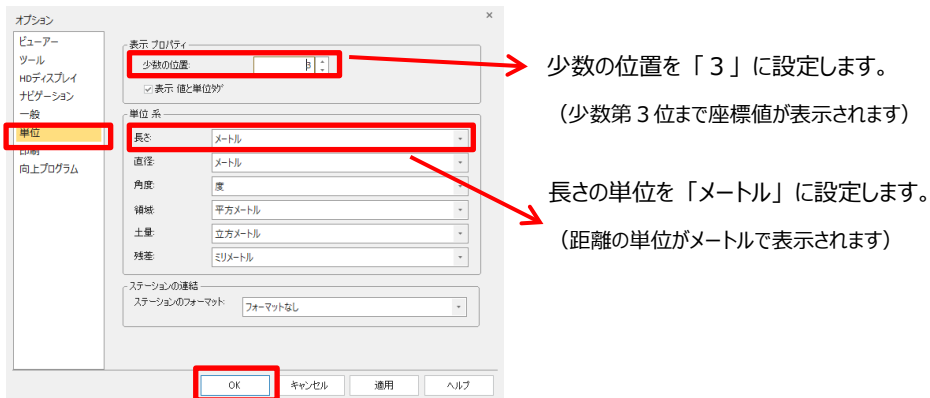 オプション
×
ビューアー
ツール
HDディスプレイ
ナビゲーション
一般
単位
印刷
向上プログラム
表示 プロパティ
少数の位置:
3
表示 値と単位タグ
単位 系
長さ:
メートル
直径:
メートル
角度:
度
領域:
平方メートル
土量:
立方メートル
残差:
ミリメートル
ステーションの連結
ステーションのフォーマット:
フォーマットなし
OK
キャンセル
適用
ヘルプ
少数の位置を「３」に設定します。
（少数第３位まで座標値が表示されます）
長さの単位を「メートル」に設定します。
（距離の単位がメートルで表示されます）